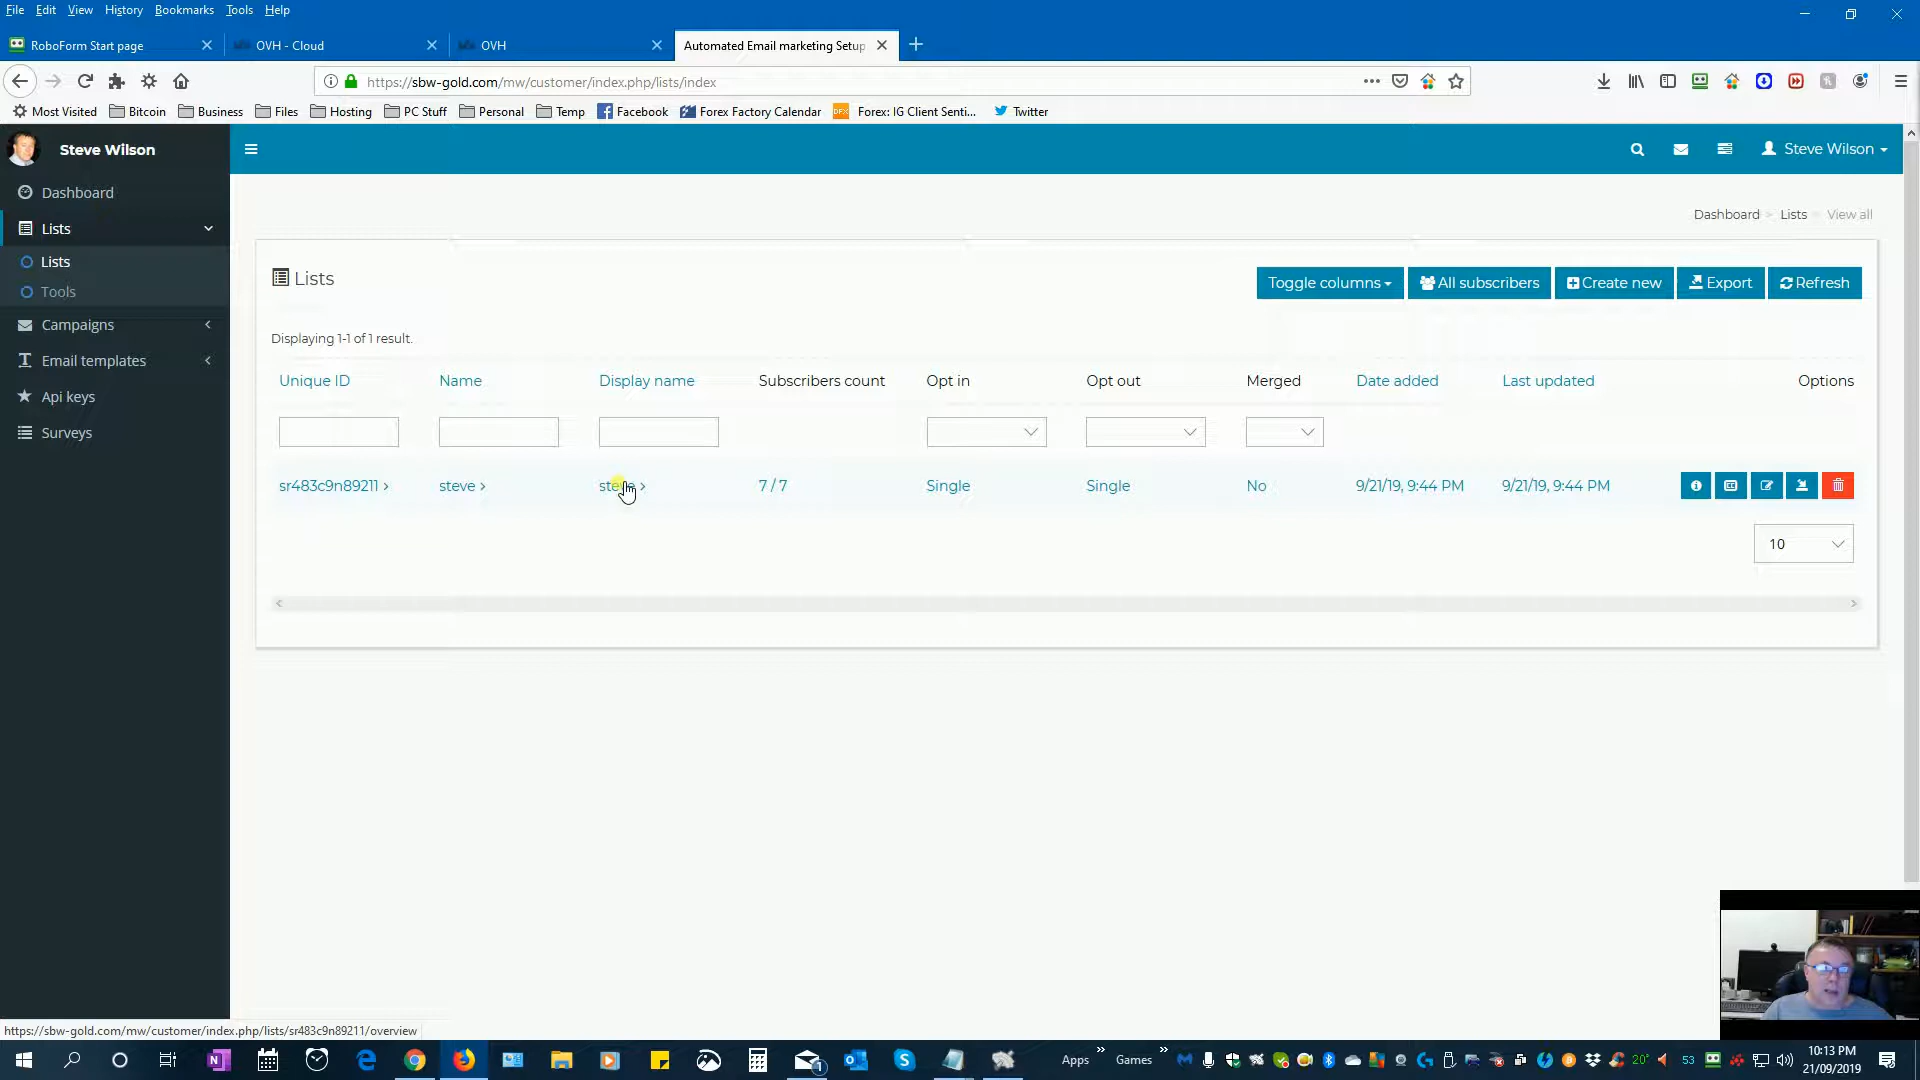 File Edit View History Bookmarks Tools Help
RoboForm Start page
OVH - Cloud
OVH
Automated Email marketing Setup
https://sbw-gold.com/mw/customer/index.php/lists/index
Most Visited Bitcoin Business Files Hosting PC Stuff Personal Temp Facebook Forex Factory Calendar Forex: IG Client Senti... Twitter
Steve Wilson
Steve Wilson
Dashboard
Lists
Lists
Tools
Campaigns
Email templates
Api keys
Surveys
Dashboard > Lists View all
Lists
Toggle columns All subscribers Create new Export Refresh
Displaying 1-1 of 1 result.
Unique ID Name Display name Subscribers count Opt in Opt out Merged Date added Last updated Options
sr483c9n89211 > steve > steve > 7 / 7 Single Single No 9/21/19, 9:44 PM 9/21/19, 9:44 PM
10
https://sbw-gold.com/mw/customer/index.php/lists/sr483c9n89211/overview
Apps » Games » 20° 53
10:13 PM
21/09/2019